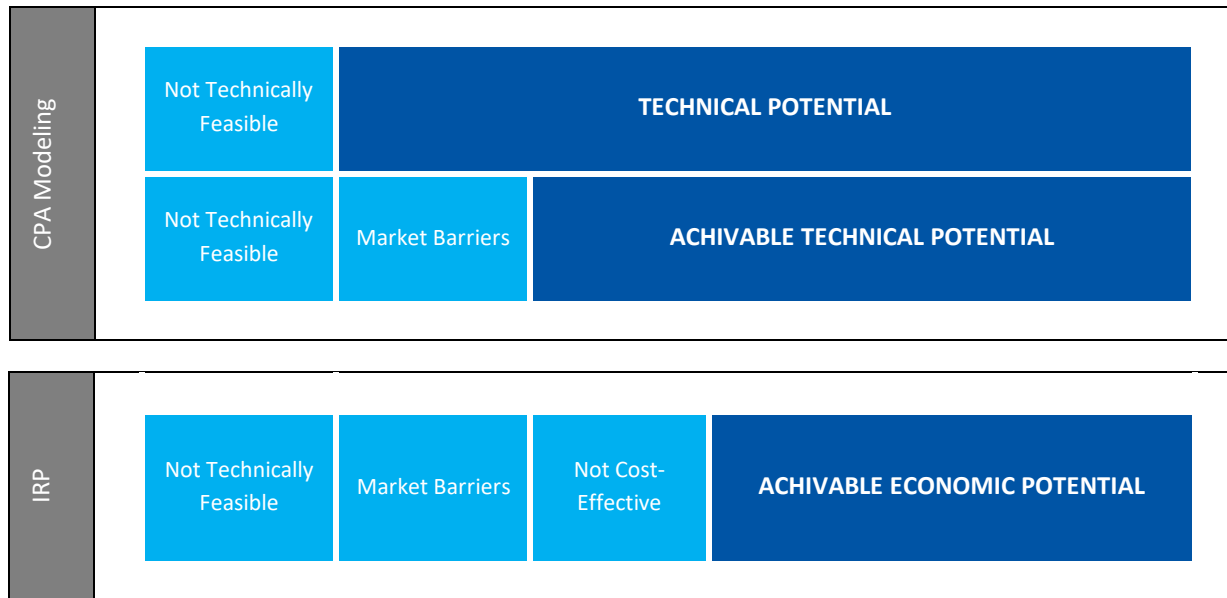 CPA Modeling
Not Technically
Feasible
TECHNICAL POTENTIAL
Not Technically
Feasible
Market Barriers
ACHIVABLE TECHNICAL POTENTIAL
IRP
Not Technically
Feasible
Market Barriers
Not Cost-
Effective
ACHIVABLE ECONOMIC POTENTIAL